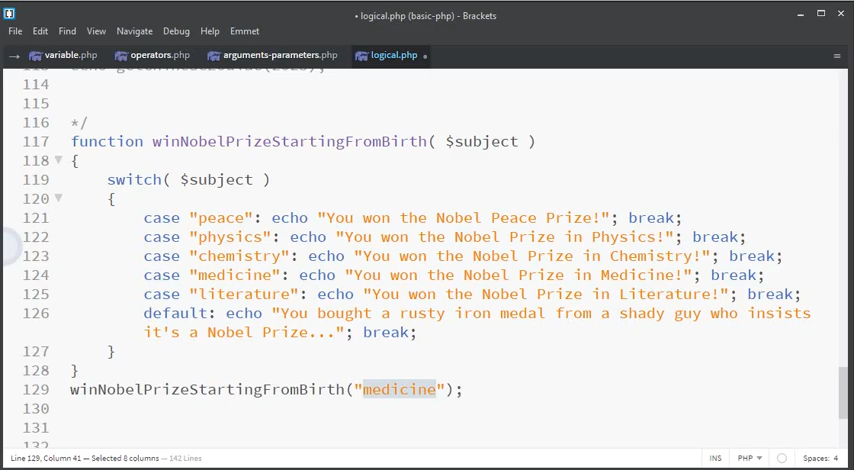 • logical.php (basic-php) - Brackets
File Edit Find View Navigate Debug Help Emmet
→ variable.php operators.php arguments-parameters.php logical.php •
114
115
116 */
117 function winNobelPrizeStartingFromBirth( $subject )
118 {
119 switch( $subject )
120 {
121 case "peace": echo "You won the Nobel Peace Prize!"; break;
122 case "physics": echo "You won the Nobel Prize in Physics!"; break;
123 case "chemistry": echo "You won the Nobel Prize in Chemistry!"; break;
124 case "medicine": echo "You won the Nobel Prize in Medicine!"; break;
125 case "literature": echo "You won the Nobel Prize in Literature!"; break;
126 default: echo "You bought a rusty iron medal from a shady guy who insists
it's a Nobel Prize..."; break;
127 }
128 }
129 winNobelPrizeStartingFromBirth("medicine");
130
131
132
Line 129, Column 41 — Selected 8 columns — 142 Lines INS PHP Spaces: 4